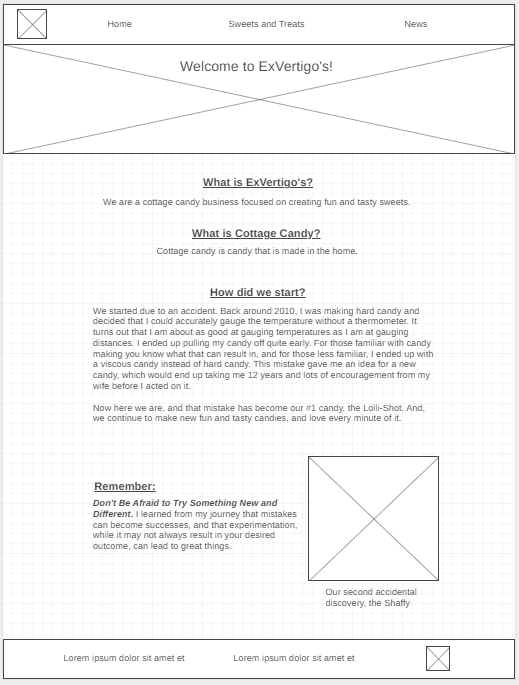 Home Sweets and Treats News
Welcome to ExVertigo's!
What is ExVertigo's?
We are a cottage candy business focused on creating fun and tasty sweets.
What is Cottage Candy?
Cottage candy is candy that is made in the home.
How did we start?
We started due to an accident. Back around 2010, I was making hard candy and
decided that I could accurately gauge the temperature without a thermometer. It
turns out that I am about as good at gauging temperatures as I am at gauging
distances. I ended up pulling my candy off quite early. For those familiar with candy
making you know what that can result in, and for those less familiar, I ended up with
a viscous candy instead of hard candy. This mistake gave me an idea for a new
candy, which would end up taking me 12 years and lots of encouragement from my
wife before I acted on it.
Now here we are, and that mistake has become our #1 candy, the Lolli-Shot. And,
we continue to make new fun and tasty candies, and love every minute of it.
Remember:
Don't Be Afraid to Try Something New and
Different. I learned from my journey that mistakes
can become successes, and that experimentation,
while it may not always result in your desired
outcome, can lead to great things.
Our second accidental
discovery, the Shaffy
Lorem ipsum dolor sit amet et Lorem ipsum dolor sit amet et